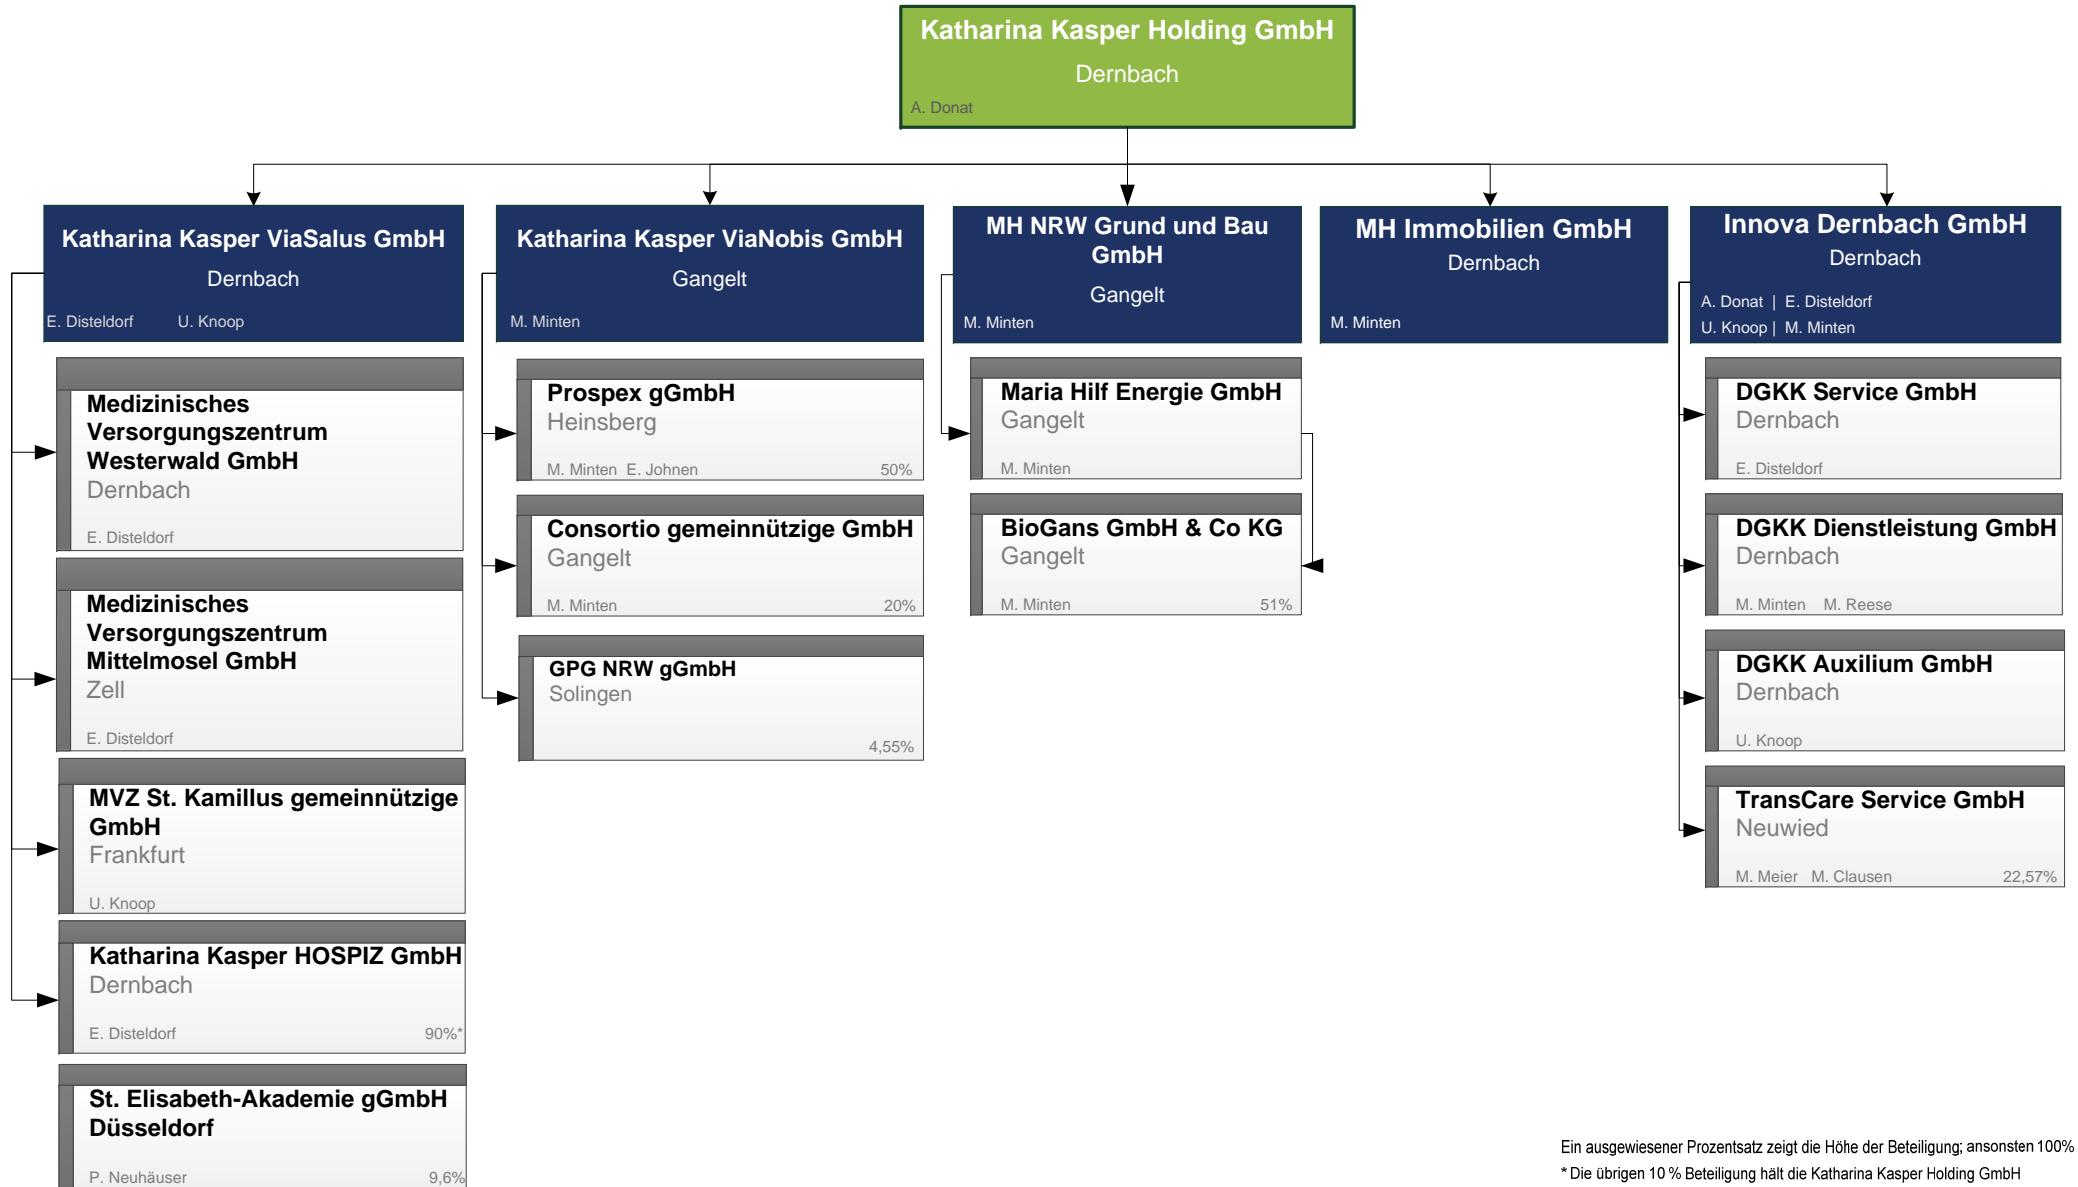 Katharina Kasper Holding GmbH
Dernbach
A. Donat
Katharina Kasper ViaSalus GmbH
Dernbach
E. Disteldorf U. Knoop
Medizinisches
Versorgungszentrum
Westerwald GmbH
Dernbach
E. Disteldorf
Medizinisches
Versorgungszentrum
Mittelmosel GmbH
Zell
E. Disteldorf
MVZ St. Kamillus gemeinnützige
GmbH
Frankfurt
U. Knoop
Katharina Kasper HOSPIZ GmbH
Dernbach
E. Disteldorf 90%*
St. Elisabeth-Akademie gGmbH
Düsseldorf
P. Neuhäuser 9,6%
Katharina Kasper ViaNobis GmbH
Gangelt
M. Minten
Prospex gGmbH
Heinsberg
M. Minten E. Johnen 50%
Consortio gemeinnützige GmbH
Gangelt
M. Minten 20%
GPG NRW gGmbH
Solingen
4,55%
MH NRW Grund und Bau
GmbH
Gangelt
M. Minten
Maria Hilf Energie GmbH
Gangelt
M. Minten
BioGans GmbH & Co KG
Gangelt
M. Minten 51%
MH Immobilien GmbH
Dernbach
M. Minten
Innova Dernbach GmbH
Dernbach
A. Donat | E. Disteldorf
U. Knoop | M. Minten
DGKK Service GmbH
Dernbach
E. Disteldorf
DGKK Dienstleistung GmbH
Dernbach
M. Minten M. Reese
DGKK Auxilium GmbH
Dernbach
U. Knoop
TransCare Service GmbH
Neuwied
M. Meier M. Clausen 22,57%
Ein ausgewiesener Prozentsatz zeigt die Höhe der Beteiligung; ansonsten 100%
* Die übrigen 10 % Beteiligung hält die Katharina Kasper Holding GmbH